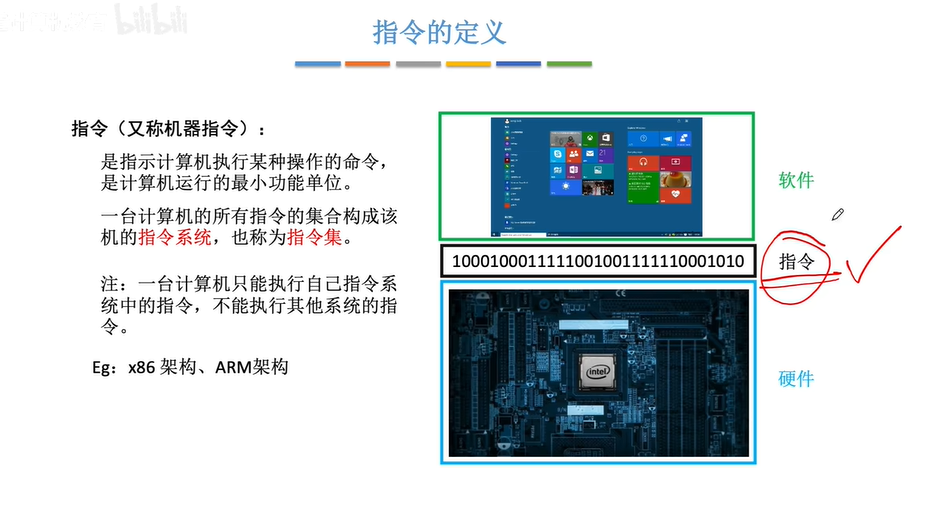 bilibili
指令的定义
指令（又称机器指令）：
是指示计算机执行某种操作的命令，
是计算机运行的最小功能单位。
一台计算机的所有指令的集合构成该
机的指令系统，也称为指令集。
注：一台计算机只能执行自己指令系
统中的指令，不能执行其他系统的指
令。
Eg：x86 架构、ARM架构
软件
10001000111110010011111110001010
指令
intel
硬件